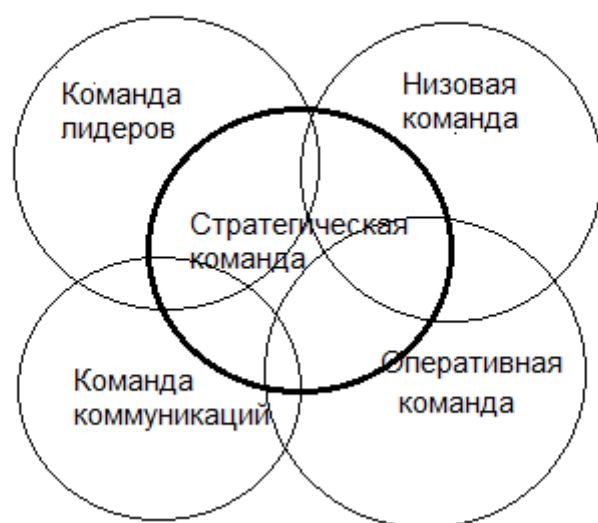 Команда
лидеров
Низовая
команда
Стратегическая
команда
Команда
коммуникаций
Оперативная
команда